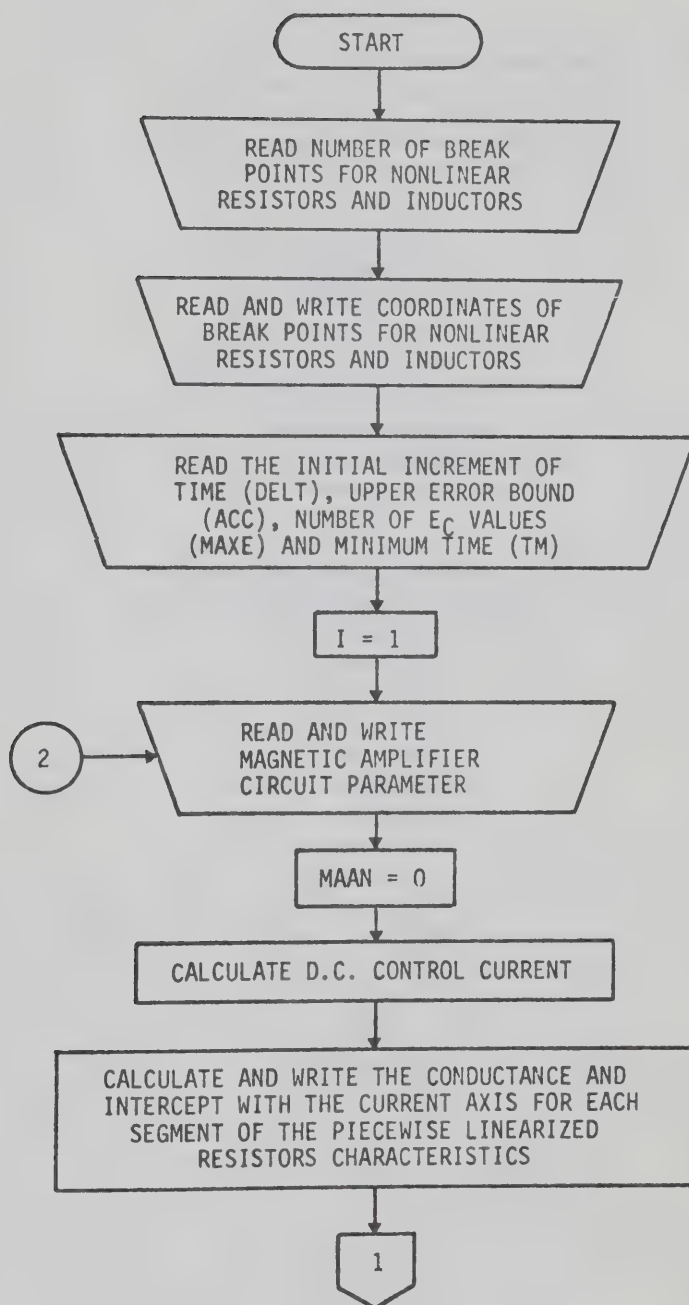 START
READ NUMBER OF BREAK
POINTS FOR NONLINEAR
RESISTORS AND INDUCTORS
READ AND WRITE COORDINATES OF
BREAK POINTS FOR NONLINEAR
RESISTORS AND INDUCTORS
READ THE INITIAL INCREMENT OF
TIME (DELT), UPPER ERROR BOUND
(ACC), NUMBER OF EC VALUES
(MAXE) AND MINIMUM TIME (TM)
I = 1
2
READ AND WRITE
MAGNETIC AMPLIFIER
CIRCUIT PARAMETER
MAAN = 0
CALCULATE D.C. CONTROL CURRENT
CALCULATE AND WRITE THE CONDUCTANCE AND
INTERCEPT WITH THE CURRENT AXIS FOR EACH
SEGMENT OF THE PIECEWISE LINEARIZED
RESISTORS CHARACTERISTICS
1